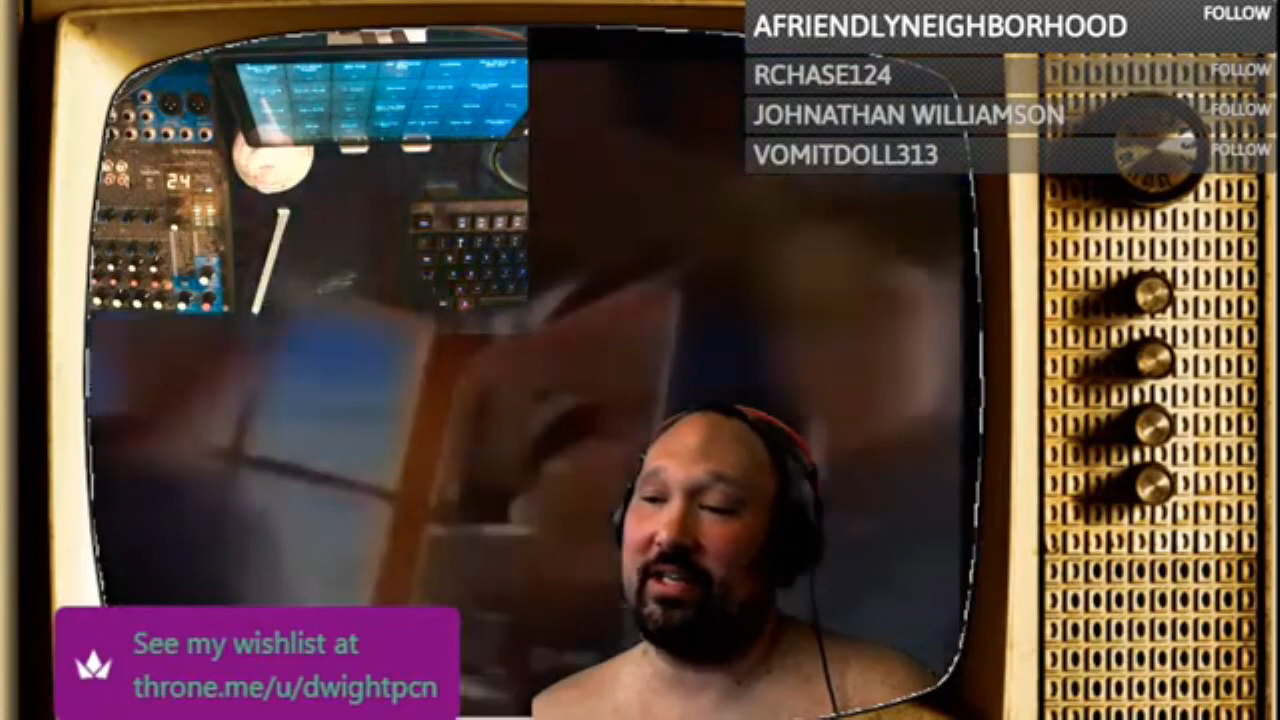 AFRIENDLYNEIGHBORHOOD FOLLOW
RCHASE124 FOLLOW
JOHNATHAN WILLIAMSON FOLLOW
VOMITDOLL313 FOLLOW
24
See my wishlist at
throne.me/u/dwightpcn